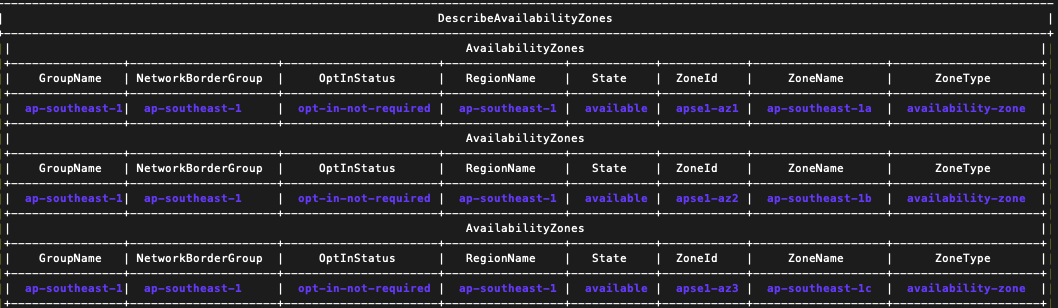 DescribeAvailabilityZones
AvailabilityZones
GroupName | NetworkBorderGroup | OptInStatus | RegionName | State | ZoneId | ZoneName | ZoneType
ap-southeast-1 | ap-southeast-1 | opt-in-not-required | ap-southeast-1 | available | apse1-az1 | ap-southeast-1a | availability-zone
AvailabilityZones
GroupName | NetworkBorderGroup | OptInStatus | RegionName | State | ZoneId | ZoneName | ZoneType
ap-southeast-1 | ap-southeast-1 | opt-in-not-required | ap-southeast-1 | available | apse1-az2 | ap-southeast-1b | availability-zone
AvailabilityZones
GroupName | NetworkBorderGroup | OptInStatus | RegionName | State | ZoneId | ZoneName | ZoneType
ap-southeast-1 | ap-southeast-1 | opt-in-not-required | ap-southeast-1 | available | apse1-az3 | ap-southeast-1c | availability-zone